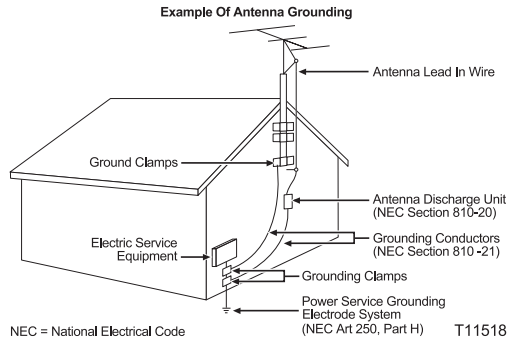 Example Of Antenna Grounding
Antenna Lead In Wire
Ground Clamps
Antenna Discharge Unit
(NEC Section 810-20)
Electric Service
Equipment
Grounding Conductors
(NEC Section 810 -21)
Grounding Clamps
Power Service Grounding
Electrode System
(NEC Art 250, Part H)
NEC = National Electrical Code
T11518